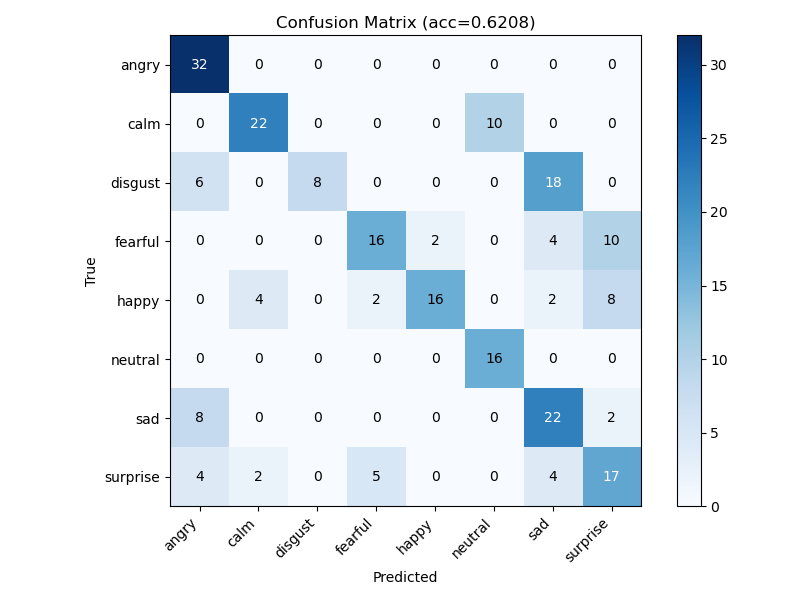 Confusion Matrix (acc=0.6208)
angry 32 0 0 0 0 0 0 0
calm 0 22 0 0 0 10 0 0
disgust 6 0 8 0 0 0 18 0
fearful 0 0 0 16 2 0 4 10
happy 0 4 0 2 16 0 2 8
neutral 0 0 0 0 0 16 0 0
sad 8 0 0 0 0 0 22 2
surprise 4 2 0 5 0 0 4 17
True
angry calm disgust fearful happy neutral sad surprise
Predicted
30
25
20
15
10
5
0